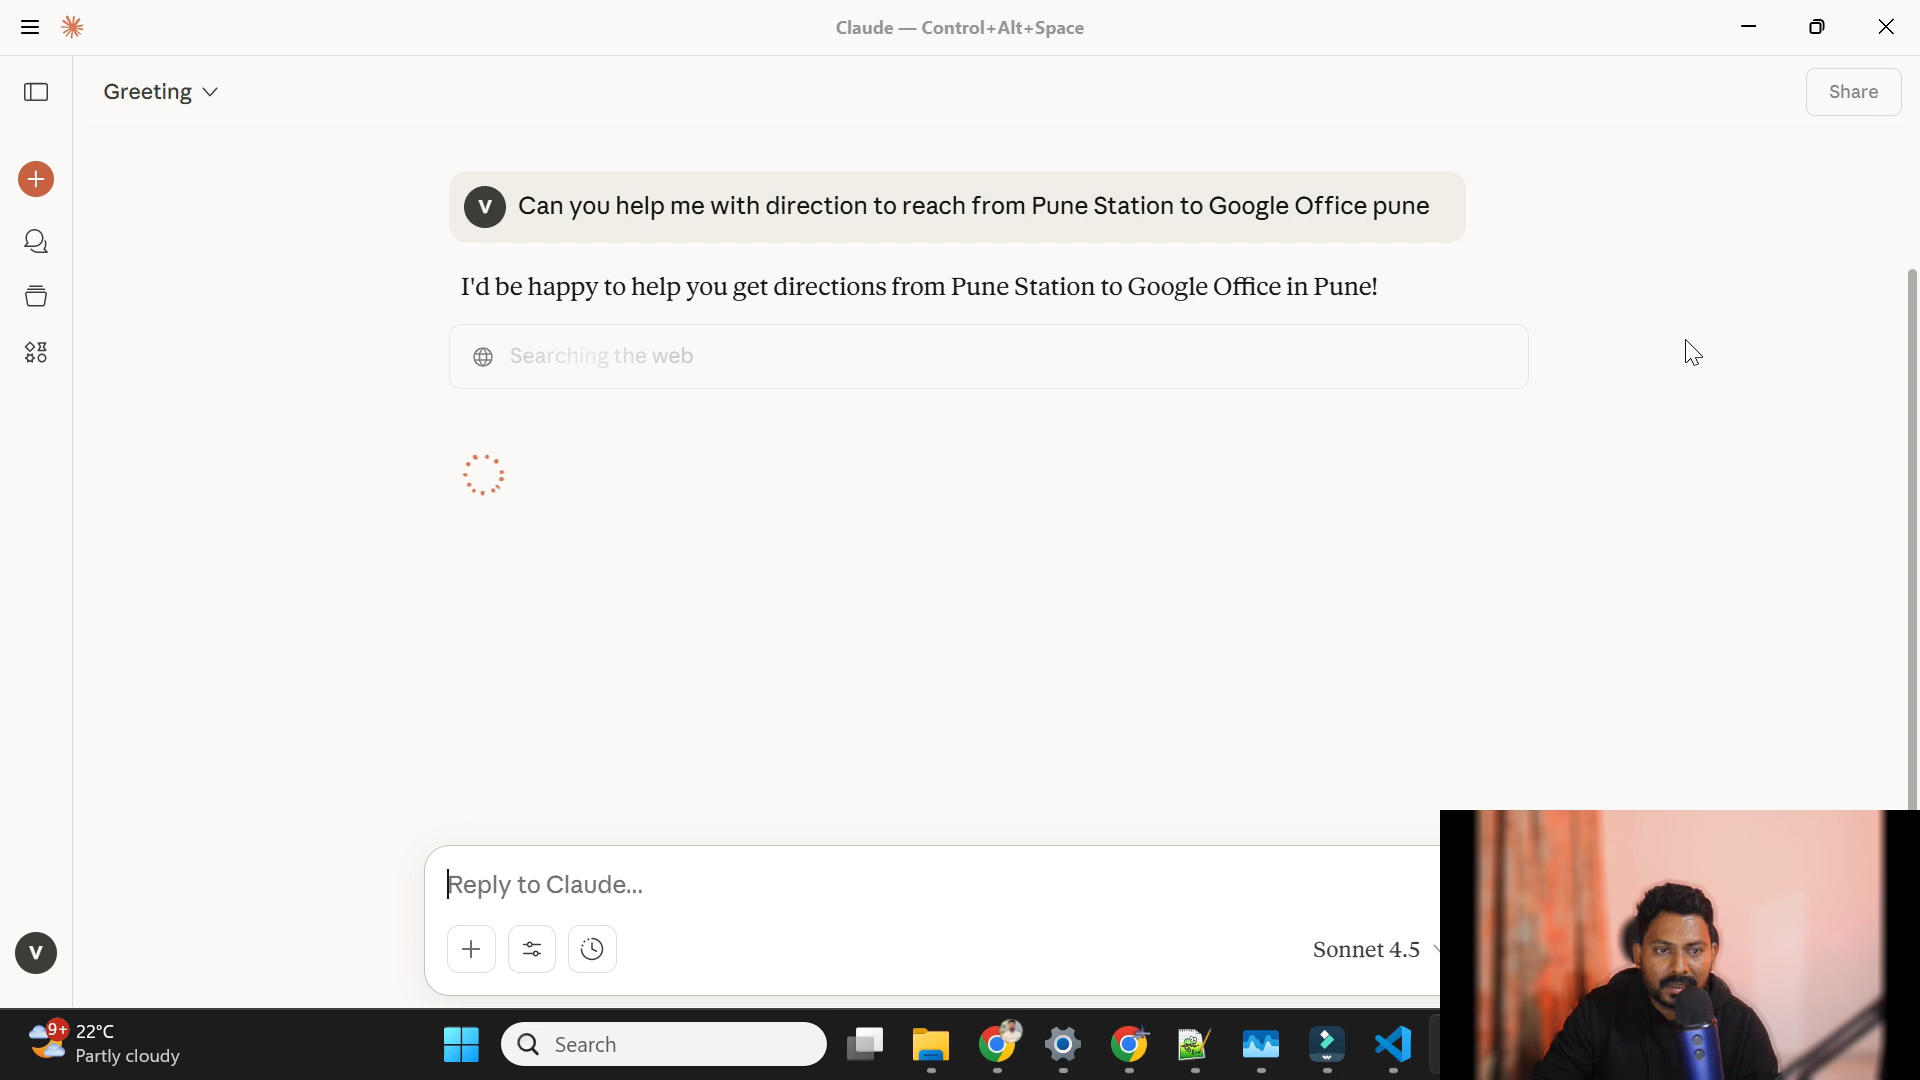 Claude — Control+Alt+Space
Greeting
Share
V Can you help me with direction to reach from Pune Station to Google Office pune
I'd be happy to help you get directions from Pune Station to Google Office in Pune!
Searching the web
Reply to Claude...
Sonnet 4.5
V
9+ 22°C
Partly cloudy
Search